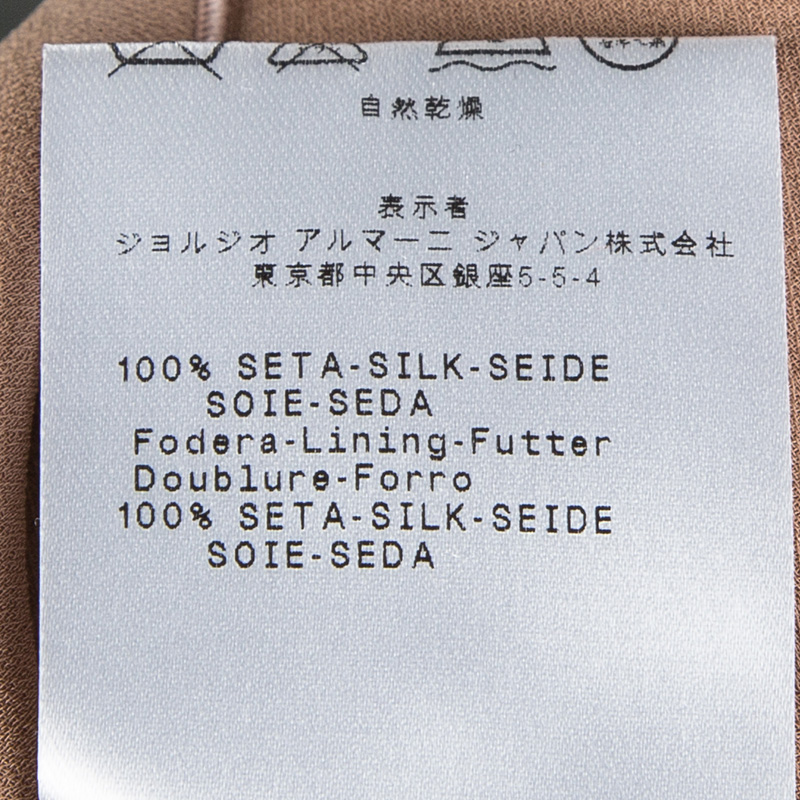 自然乾燥
表示者
ジョルジオ アルマーニ ジャパン株式会社
東京都中央区銀座5-5-4
100% SETA-SILK-SEIDE
SOIE-SEDA
Fodera-Lining-Futter
Doublure-Forro
100% SETA-SILK-SEIDE
SOIE-SEDA